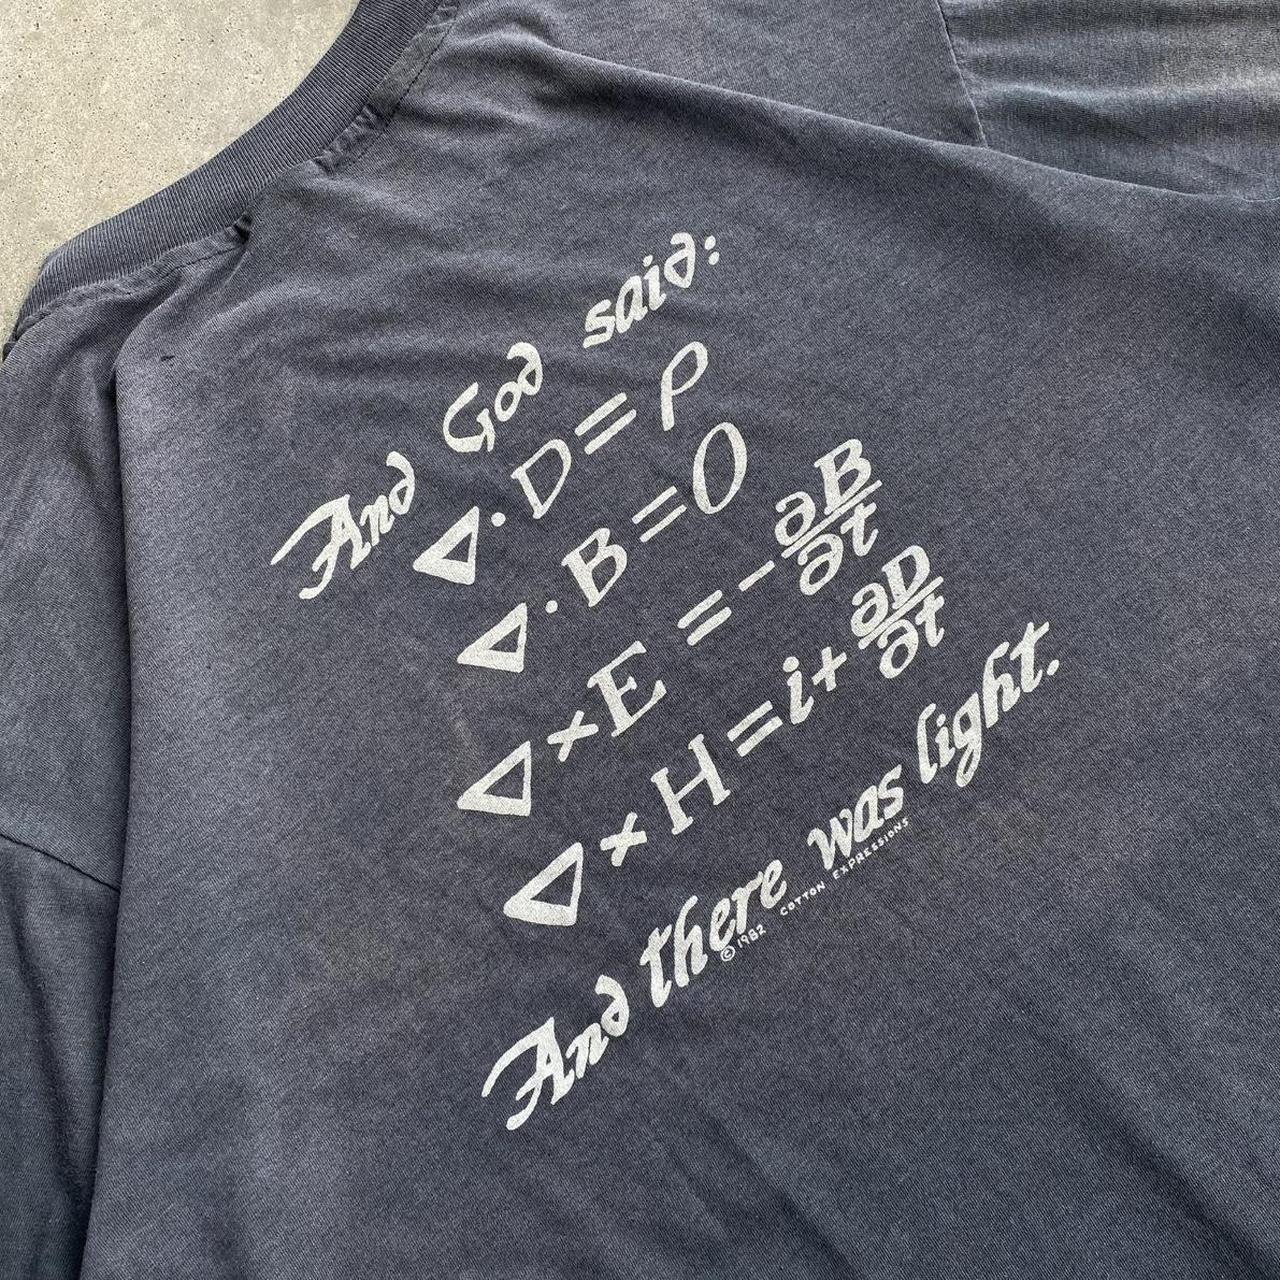 And God said:
∇·D=ρ
∇·B=0
∇×E=-∂B/∂t
∇×H=i+∂D/∂t
And there was light.
© 1982 COTTON EXPRESSIONS